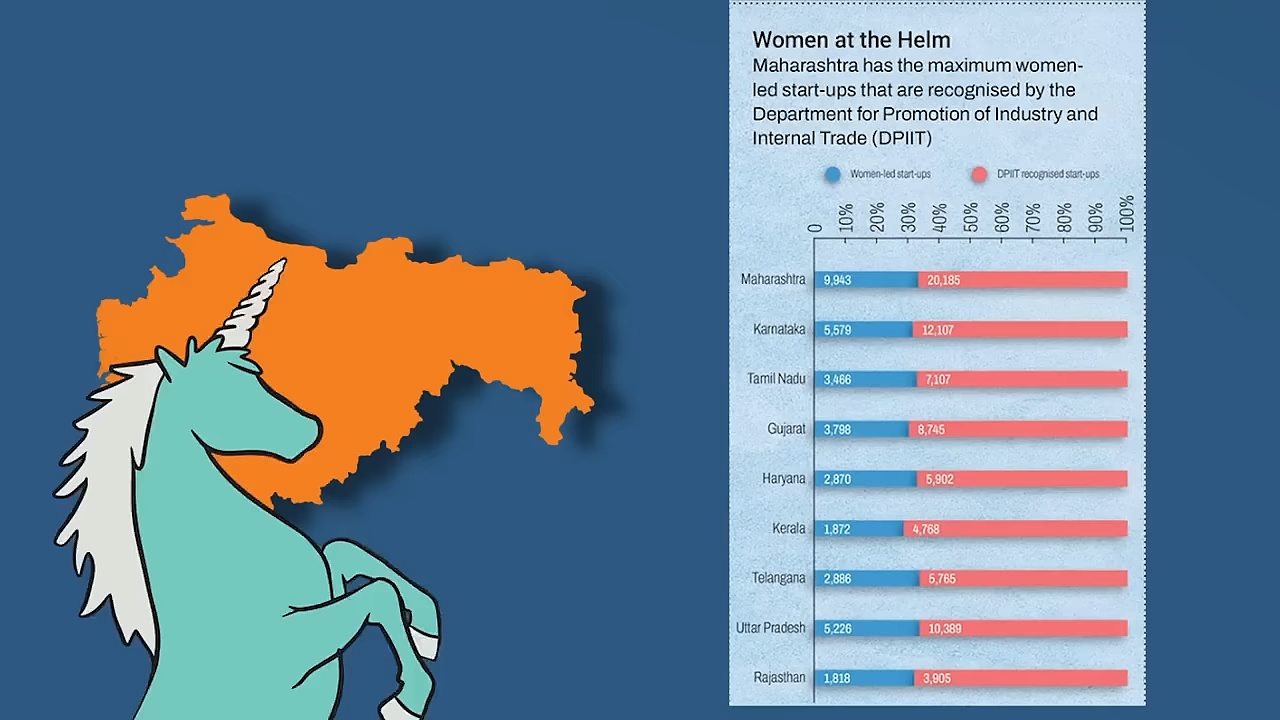 Women at the Helm
Maharashtra has the maximum women-
led start-ups that are recognised by the
Department for Promotion of Industry and
Internal Trade (DPIIT)
Women-led start-ups DPIIT recognised start-ups
0 10% 20% 30% 40% 50% 60% 70% 80% 90% 100%
Maharashtra 9,943 20,185
Karnataka 5,579 12,107
Tamil Nadu 3,466 7,107
Gujarat 3,798 8,745
Haryana 2,870 5,902
Kerala 1,872 4,768
Telangana 2,886 5,765
Uttar Pradesh 5,226 10,389
Rajasthan 1,818 3,905